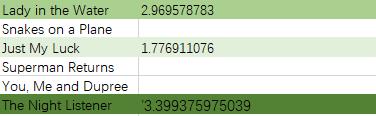 Lady in the Water 2.969578783
Snakes on a Plane
Just My Luck 1.776911076
Superman Returns
You, Me and Dupree
The Night Listener '3.399375975039